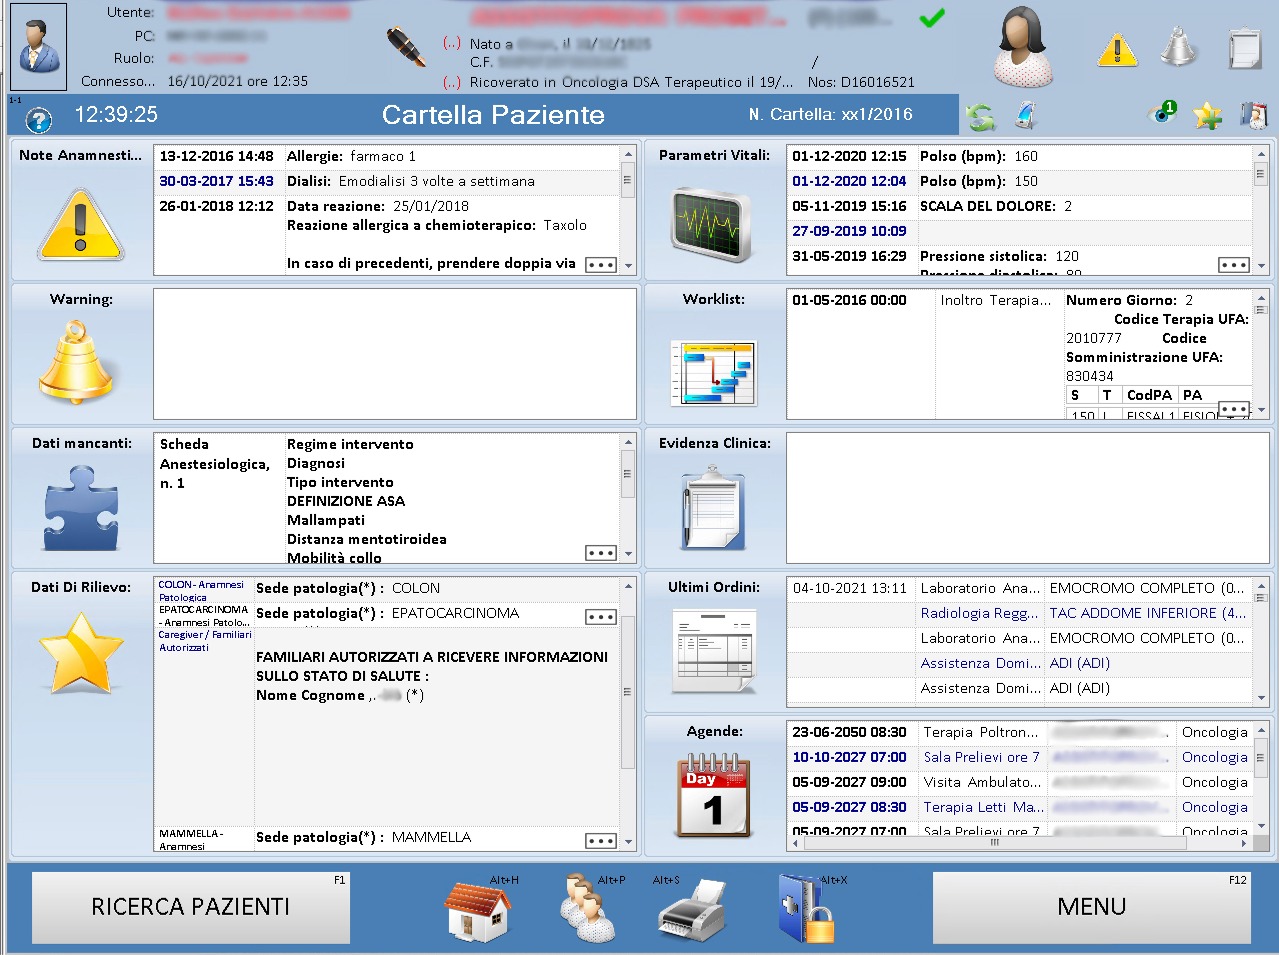 Utente:
PC:
Ruolo:
Connesso... 16/10/2021 ore 12:35
(..) Nato a
C.F.
(..) Ricoverato in Oncologia DSA Terapeutico il 19/...
/
Nos: D16016521
1-1
12:39:25
Cartella Paziente
N. Cartella: xx1/2016
1
Note Anamnesti...
13-12-2016 14:48 Allergie: farmaco 1
30-03-2017 15:43 Dialisi: Emodialisi 3 volte a settimana
26-01-2018 12:12 Data reazione: 25/01/2018
Reazione allergica a chemioterapico: Taxolo
In caso di precedenti, prendere doppia via
Parametri Vitali:
01-12-2020 12:15 Polso (bpm): 160
01-12-2020 12:04 Polso (bpm): 150
05-11-2019 15:16 SCALA DEL DOLORE: 2
27-09-2019 10:09
31-05-2019 16:29 Pressione sistolica: 120
Pressione diastolica: 80
Warning:
Worklist:
01-05-2016 00:00 Inoltro Terapia... Numero Giorno: 2
Codice Terapia UFA:
2010777 Codice
Somministrazione UFA:
830434
S T CodPA PA
150 L FISSAL1 FISIO
Dati mancanti:
Scheda
Anestesiologica,
n. 1
Regime intervento
Diagnosi
Tipo intervento
DEFINIZIONE ASA
Mallampati
Distanza mentotiroidea
Mobilità collo
Evidenza Clinica:
Dati Di Rilievo:
COLON - Anamnesi
Patologica
Sede patologia(*) : COLON
EPATOCARCINOMA
- Anamnesi Patolo...
Sede patologia(*) : EPATOCARCINOMA
Caregiver / Familiari
Autorizzati
FAMILIARI AUTORIZZATI A RICEVERE INFORMAZIONI
SULLO STATO DI SALUTE :
Nome Cognome ,. (*)
MAMMELLA -
Anamnesi
Sede patologia(*) : MAMMELLA
Ultimi Ordini:
04-10-2021 13:11 Laboratorio Ana... EMOCROMO COMPLETO (0...
Radiologia Regg... TAC ADDOME INFERIORE (4...
Laboratorio Ana... EMOCROMO COMPLETO (0...
Assistenza Domi... ADI (ADI)
Assistenza Domi... ADI (ADI)
Agende:
Day
1
23-06-2050 08:30 Terapia Poltron... Oncologia
10-10-2027 07:00 Sala Prelievi ore 7 Oncologia
05-09-2027 09:00 Visita Ambulato... Oncologia
05-09-2027 08:30 Terapia Letti Ma... Oncologia
05-09-2027 07:00 Sala Prelievi ore 7 Oncologia
F1
RICERCA PAZIENTI
Alt+H
Alt+P
Alt+S
Alt+X
F12
MENU